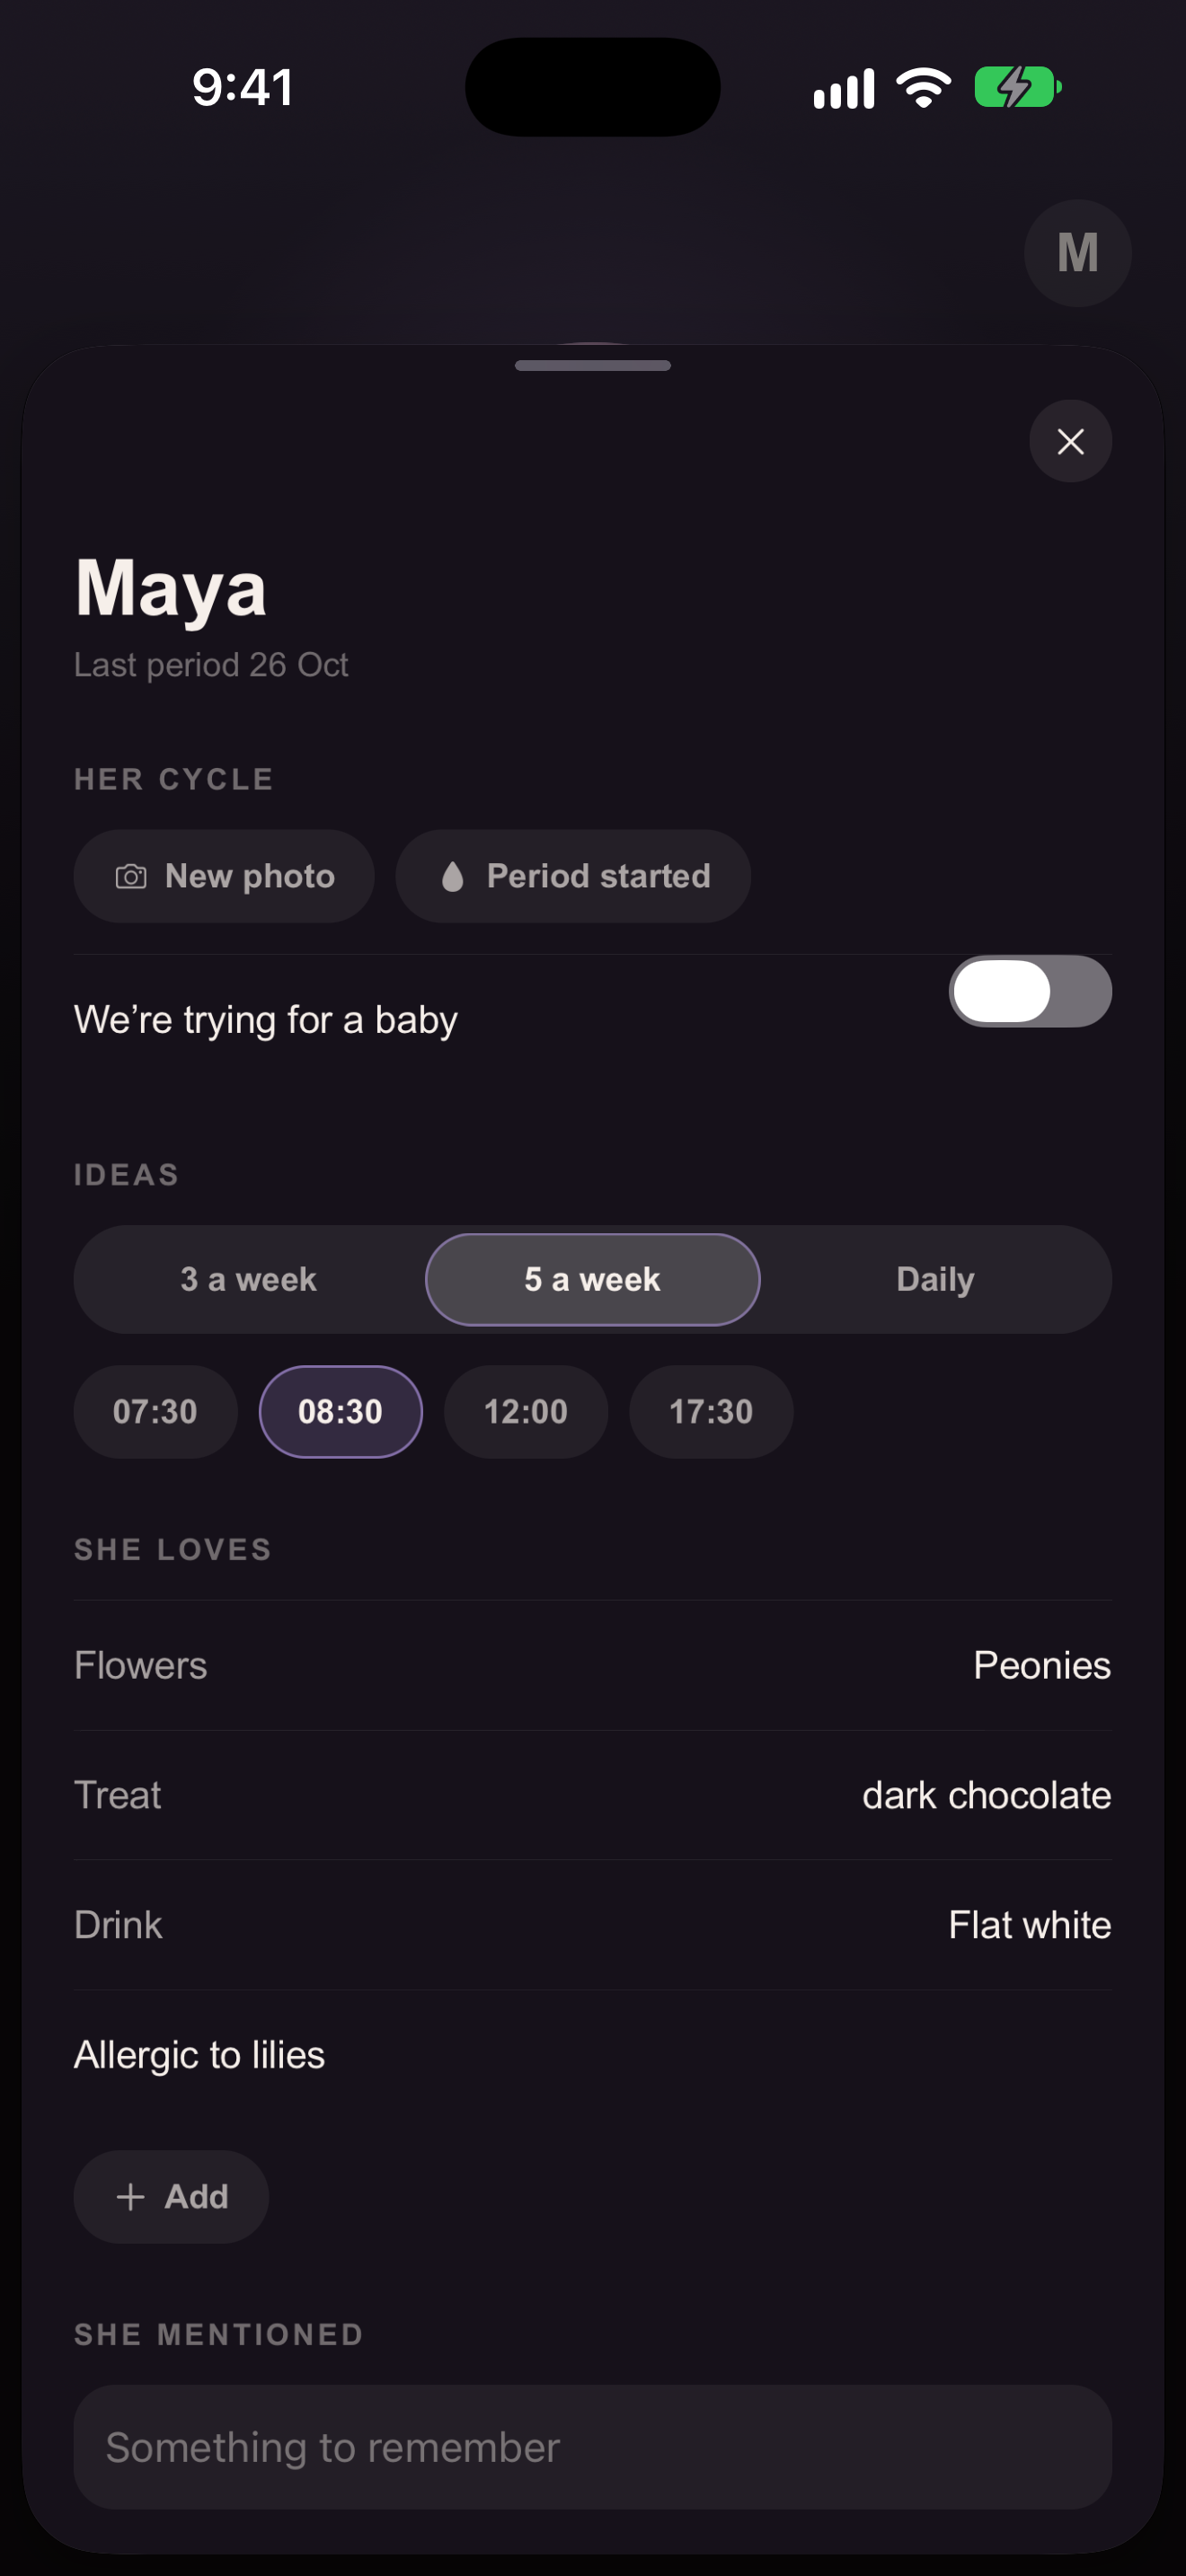 9:41
M
Maya
Last period 26 Oct
HER CYCLE
New photo Period started
We’re trying for a baby
IDEAS
3 a week 5 a week Daily
07:30 08:30 12:00 17:30
SHE LOVES
Flowers Peonies
Treat dark chocolate
Drink Flat white
Allergic to lilies
Add
SHE MENTIONED
Something to remember